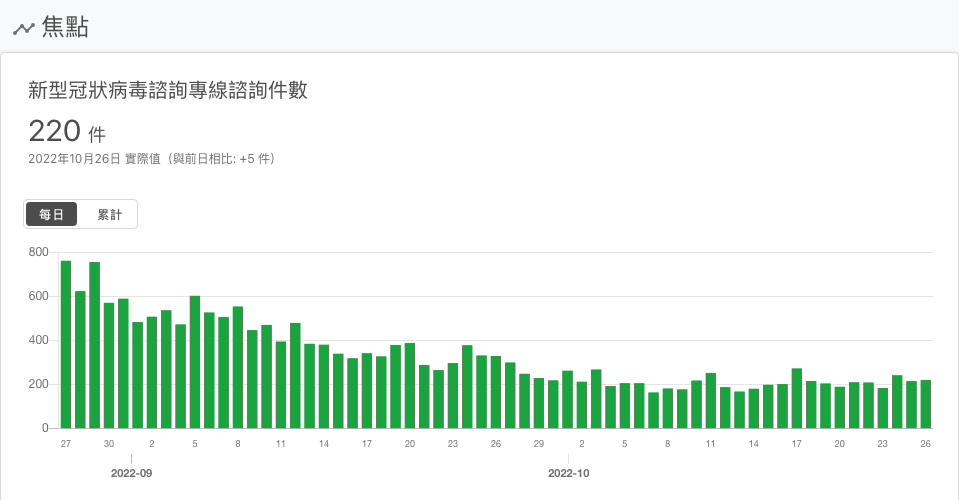 焦點
新型冠狀病毒諮詢專線諮詢件數
220 件
2022年10月26日 實際值（與前日相比: +5 件）
每日 累計
800
600
400
200
0
27 30 2 5 8 11 14 17 20 23 26 29 2 5 8 11 14 17 20 23 26
2022-09 2022-10